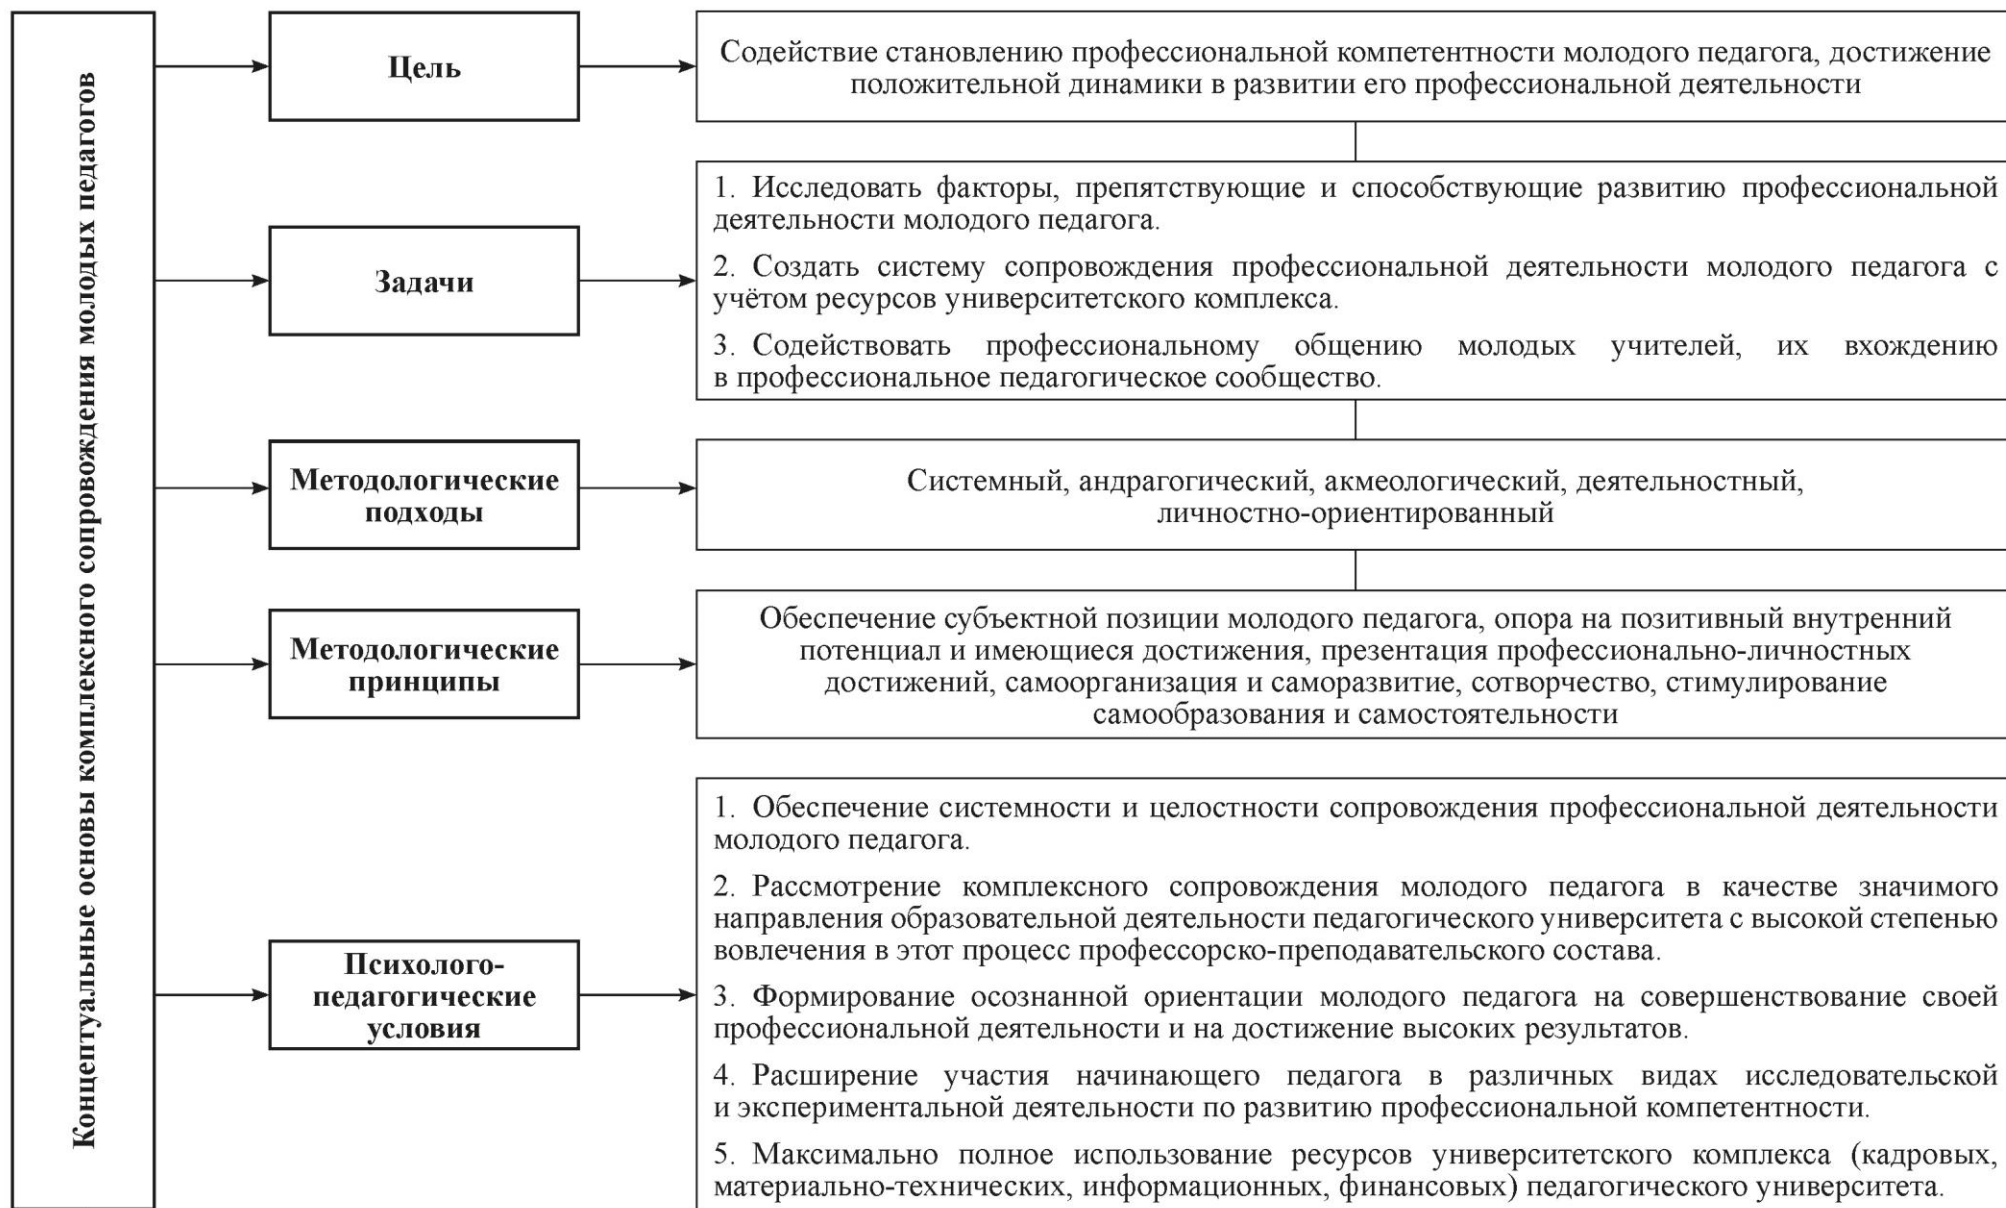 Концептуальные основы комплексного сопровождения молодых педагогов
Цель
Содействие становлению профессиональной компетентности молодого педагога, достижение
положительной динамики в развитии его профессиональной деятельности
Задачи
1. Исследовать факторы, препятствующие и способствующие развитию профессиональной
деятельности молодого педагога.
2. Создать систему сопровождения профессиональной деятельности молодого педагога с
учётом ресурсов университетского комплекса.
3. Содействовать профессиональному общению молодых учителей, их вхождению
в профессиональное педагогическое сообщество.
Методологические
подходы
Системный, андрагогический, акмеологический, деятельностный,
личностно-ориентированный
Методологические
принципы
Обеспечение субъектной позиции молодого педагога, опора на позитивный внутренний
потенциал и имеющиеся достижения, презентация профессионально-личностных
достижений, самоорганизация и саморазвитие, сотворчество, стимулирование
самообразования и самостоятельности
Психолого-
педагогические
условия
1. Обеспечение системности и целостности сопровождения профессиональной деятельности
молодого педагога.
2. Рассмотрение комплексного сопровождения молодого педагога в качестве значимого
направления образовательной деятельности педагогического университета с высокой степенью
вовлечения в этот процесс профессорско-преподавательского состава.
3. Формирование осознанной ориентации молодого педагога на совершенствование своей
профессиональной деятельности и на достижение высоких результатов.
4. Расширение участия начинающего педагога в различных видах исследовательской
и экспериментальной деятельности по развитию профессиональной компетентности.
5. Максимально полное использование ресурсов университетского комплекса (кадровых,
материально-технических, информационных, финансовых) педагогического университета.